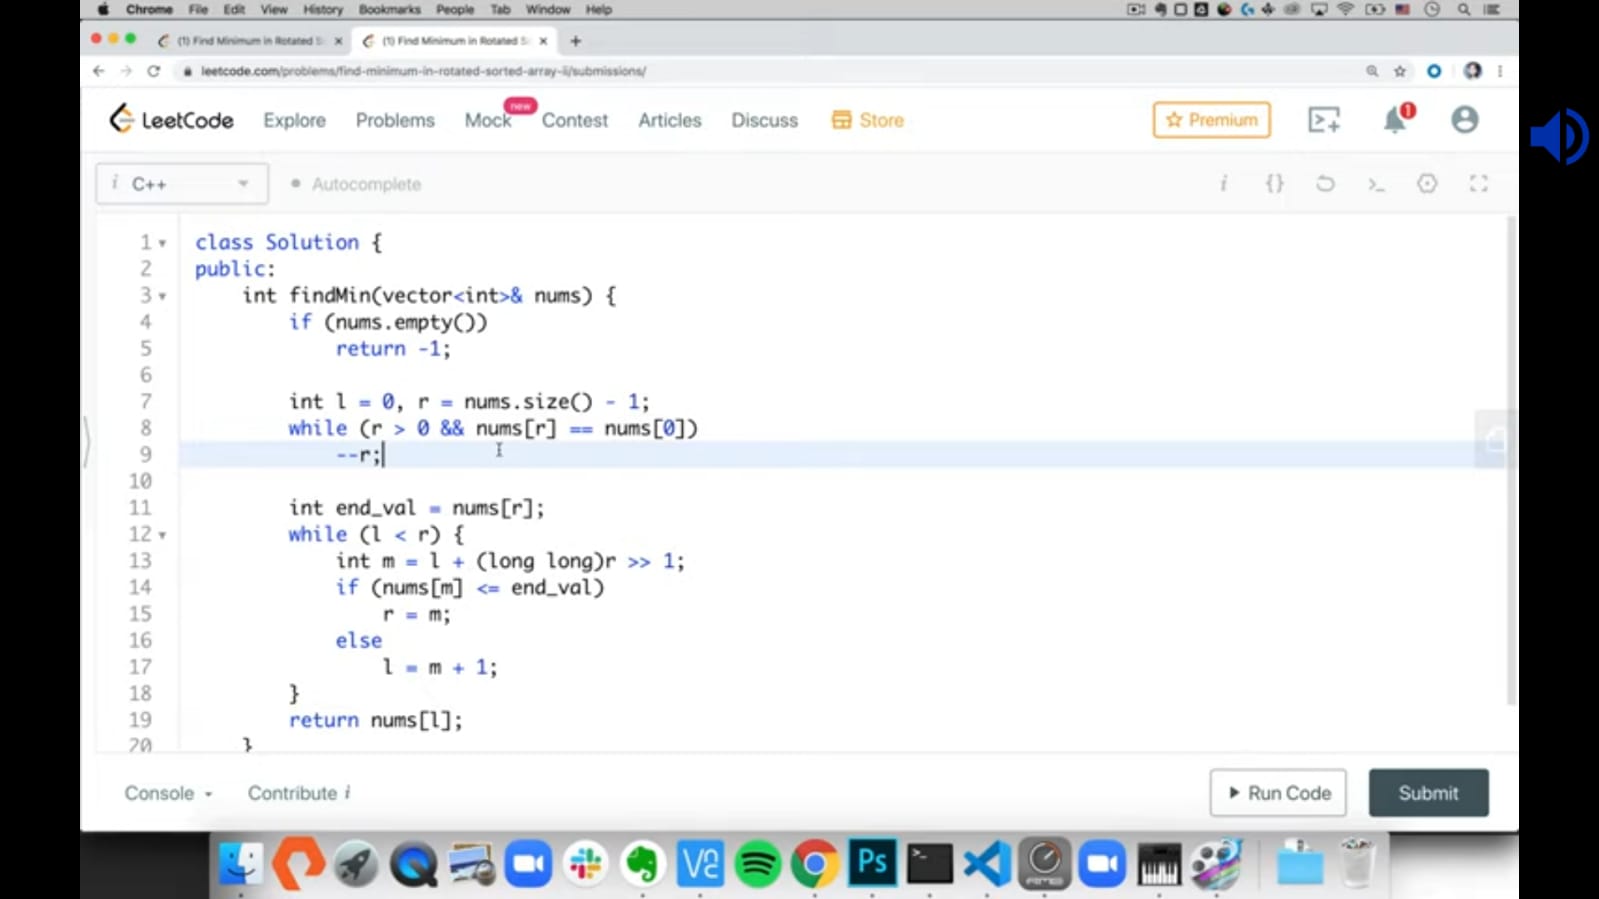 Chrome File Edit View History Bookmarks People Tab Window Help
(1) Find Minimum in Rotated S (1) Find Minimum in Rotated S
leetcode.com/problems/find-minimum-in-rotated-sorted-array-ii/submissions/
LeetCode Explore Problems Mock new Contest Articles Discuss Store Premium 1
i C++ Autocomplete i {} >_
1 class Solution {
2 public:
3 int findMin(vector<int>& nums) {
4 if (nums.empty())
5 return -1;
6
7 int l = 0, r = nums.size() - 1;
8 while (r > 0 && nums[r] == nums[0])
9 --r;
10
11 int end_val = nums[r];
12 while (l < r) {
13 int m = l + (long long)r >> 1;
14 if (nums[m] <= end_val)
15 r = m;
16 else
17 l = m + 1;
18 }
19 return nums[l];
20 }
Console Contribute i Run Code Submit
Ps